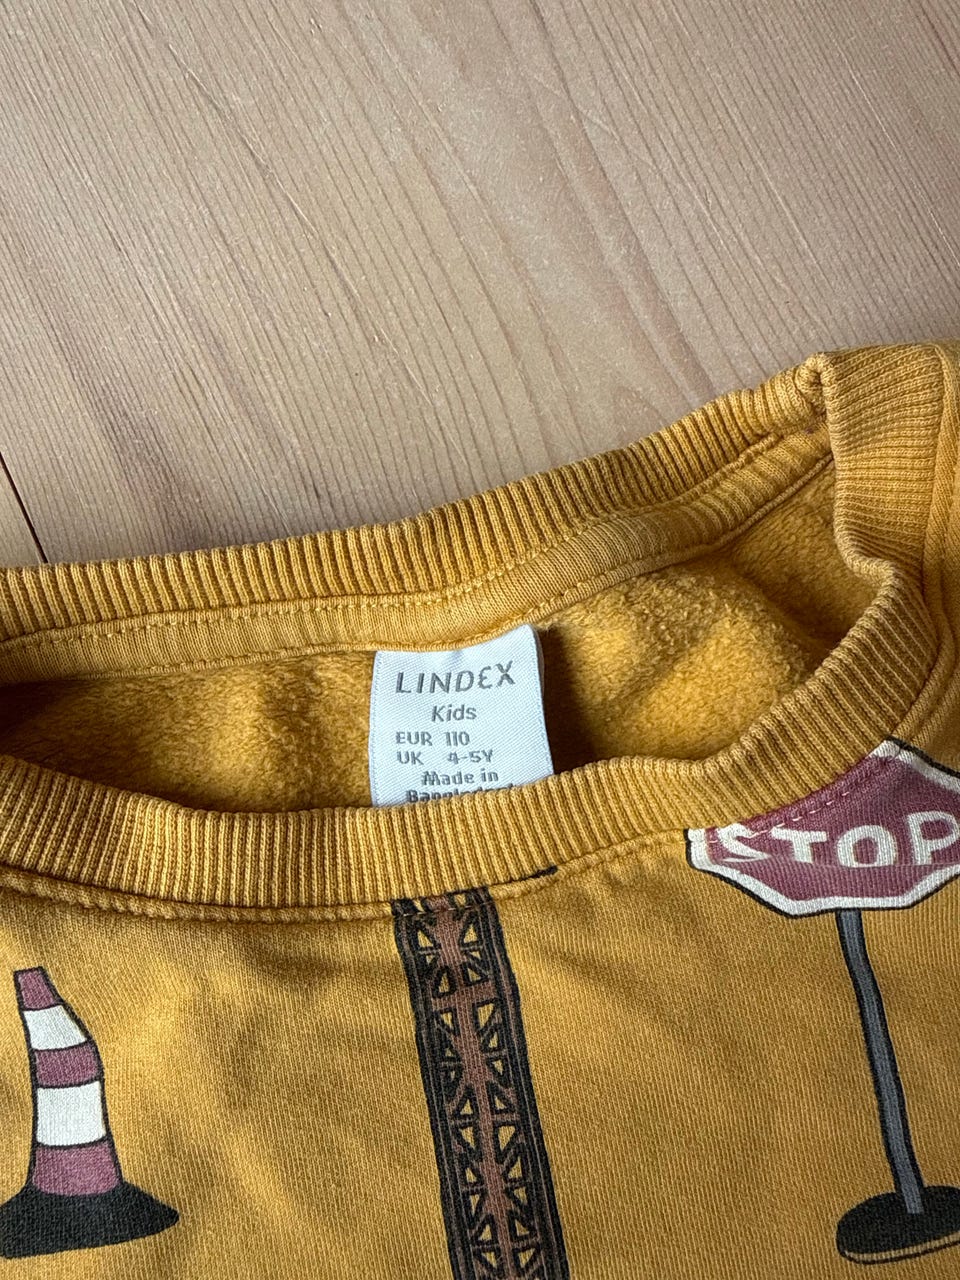 LINDEX
Kids
EUR 110
UK 4-5Y
Made in
STOP